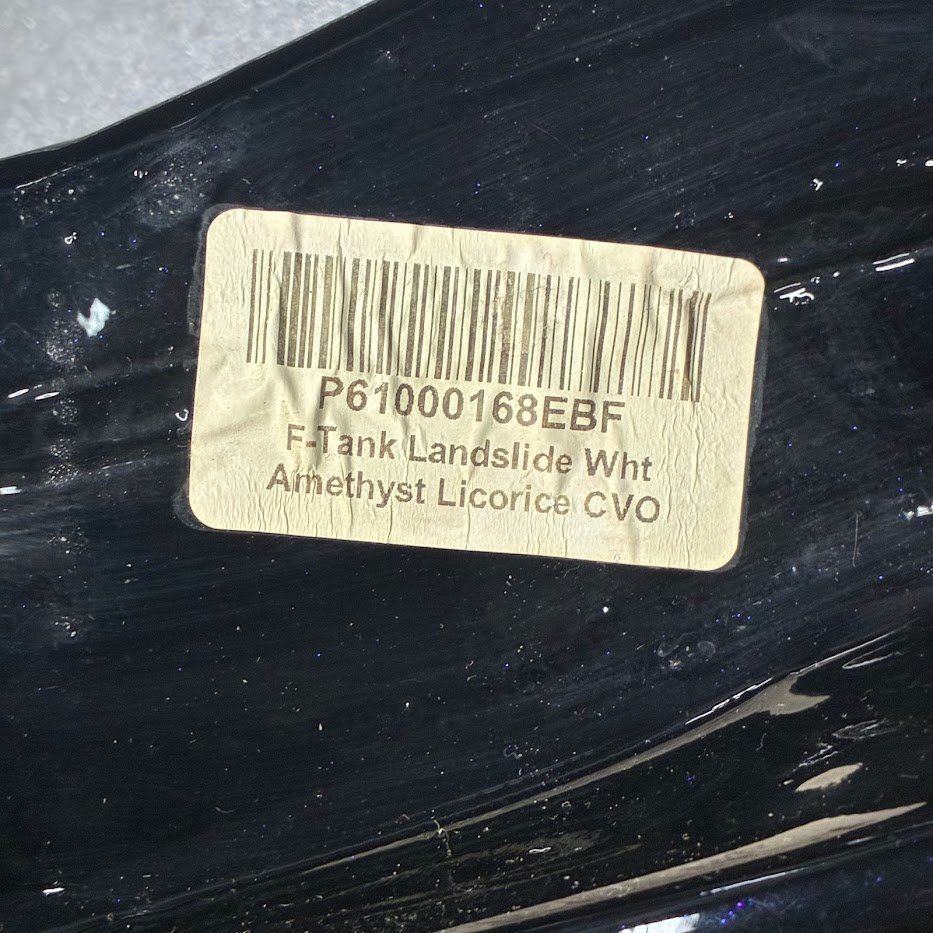 P61000168EBF
F-Tank Landslide Wht
Amethyst Licorice CVO